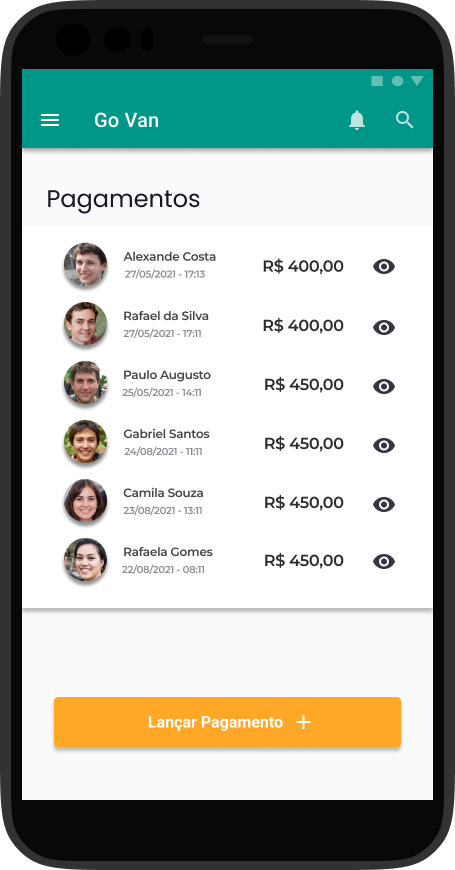 Go Van
Pagamentos
Alexande Costa
27/05/2021 - 17:13
R$ 400,00
Rafael da Silva
27/05/2021 - 17:11
R$ 400,00
Paulo Augusto
25/05/2021 - 14:11
R$ 450,00
Gabriel Santos
24/08/2021 - 11:11
R$ 450,00
Camila Souza
23/08/2021 - 13:11
R$ 450,00
Rafaela Gomes
22/08/2021 - 08:11
R$ 450,00
Lançar Pagamento +